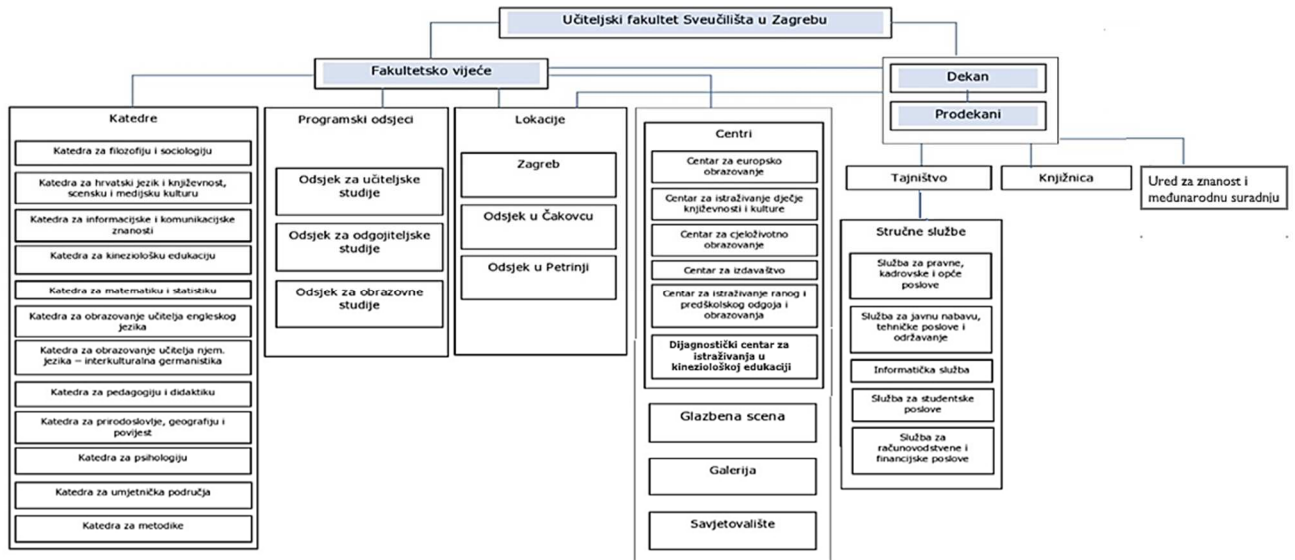 Učiteljski fakultet Sveučilišta u Zagrebu
Fakultetsko vijeće
Dekan
Prodekani
Katedre
Katedra za filozofiju i sociologiju
Katedra za hrvatski jezik i književnost,
scensku i medijsku kulturu
Katedra za informacijske i komunikacijske
znanosti
Katedra za kineziološku edukaciju
Katedra za matematiku i statistiku
Katedra za obrazovanje učitelja engleskog
jezika
Katedra za obrazovanje učitelja njem.
jezika – interkulturalna germanistika
Katedra za pedagogiju i didaktiku
Katedra za prirodoslovlje, geografiju i
povijest
Katedra za psihologiju
Katedra za umjetnička područja
Katedra za metodike
Programski odsjeci
Odsjek za učiteljske
studije
Odsjek za odgojiteljske
studije
Odsjek za obrazovne
studije
Lokacije
Zagreb
Odsjek u Čakovcu
Odsjek u Petrinji
Centri
Centar za europsko
obrazovanje
Centar za istraživanje dječje
književnosti i kulture
Centar za cjeloživotno
obrazovanje
Centar za izdavaštvo
Centar za istraživanje ranog i
predškolskog odgoja i
obrazovanja
Dijagnostički centar za
istraživanja u
kineziološkoj edukaciji
Glazbena scena
Galerija
Savjetovalište
Tajništvo
Knjižnica
Ured za znanost i
međunarodnu suradnju
Stručne službe
Služba za pravne,
kadrovske i opće
poslove
Služba za javnu nabavu,
tehničke poslove i
održavanje
Informatička služba
Služba za studentske
poslove
Služba za
računovodstvene i
financijske poslove